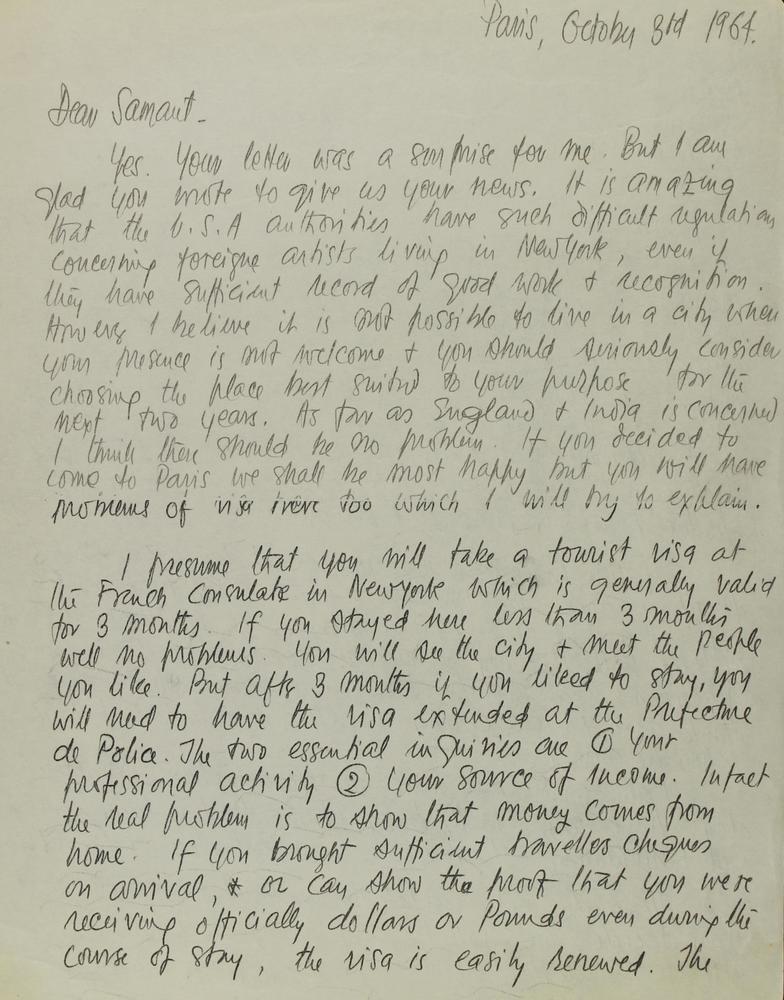 Paris, October 3rd 1964.
Dear Samant -
Yes. Your letter was a surprise for me. But I am
glad you wrote to give us your news. It is amazing
that the U.S.A authorities have such difficult regulation
concerning foreigne artists living in NewYork, even if
they have sufficient record of good work & recognition.
However I believe it is not possible to live in a city when
your presence is not welcome & you should seriously consider
choosing the place best suited to your purpose for the
next two years. As far as England & India is concerned
I think there should be no problem. If you decided to
come to Paris we shall be most happy but you will have
problems of visa here too which I will try to explain.
I presume that you will take a tourist visa at
the French Consulate in Newyork which is generally valid
for 3 months. If you stayed here less than 3 months
well no problems. You will see the city & meet the people
you like. But after 3 months if you liked to stay, you
will need to have the visa extended at the Prefecture
de Police. The two essential inquiries are ① Your
professional activity ② Your source of income. Infact
the real problem is to show that money comes from
home. If you brought sufficient travelles cheques
on arrival, or can show the proof that you were
receiving officially dollars or Pounds even during the
course of stay, the visa is easily renewed. The